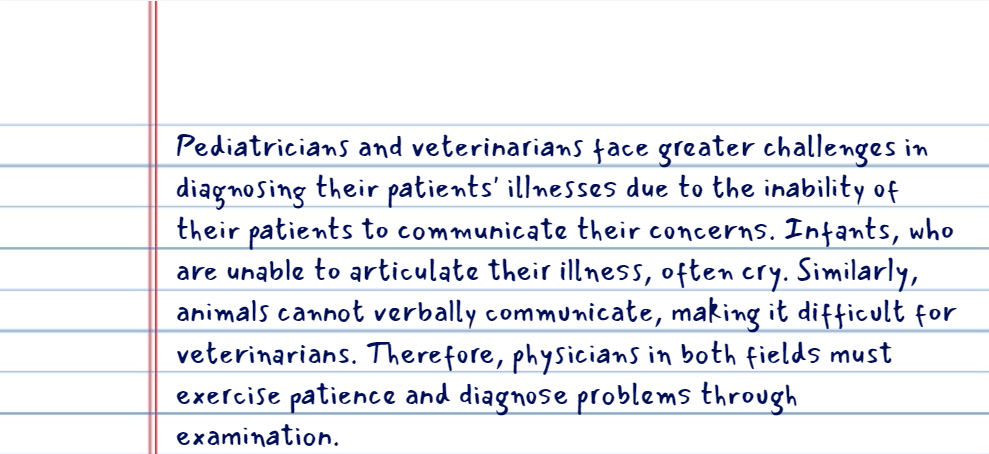 Pediatricians and veterinarians face greater challenges in
diagnosing their patients' illnesses due to the inability of
their patients to communicate their concerns. Infants, who
are unable to articulate their illness, often cry. Similarly,
animals cannot verbally communicate, making it difficult for
veterinarians. Therefore, physicians in both fields must
exercise patience and diagnose problems through
examination.